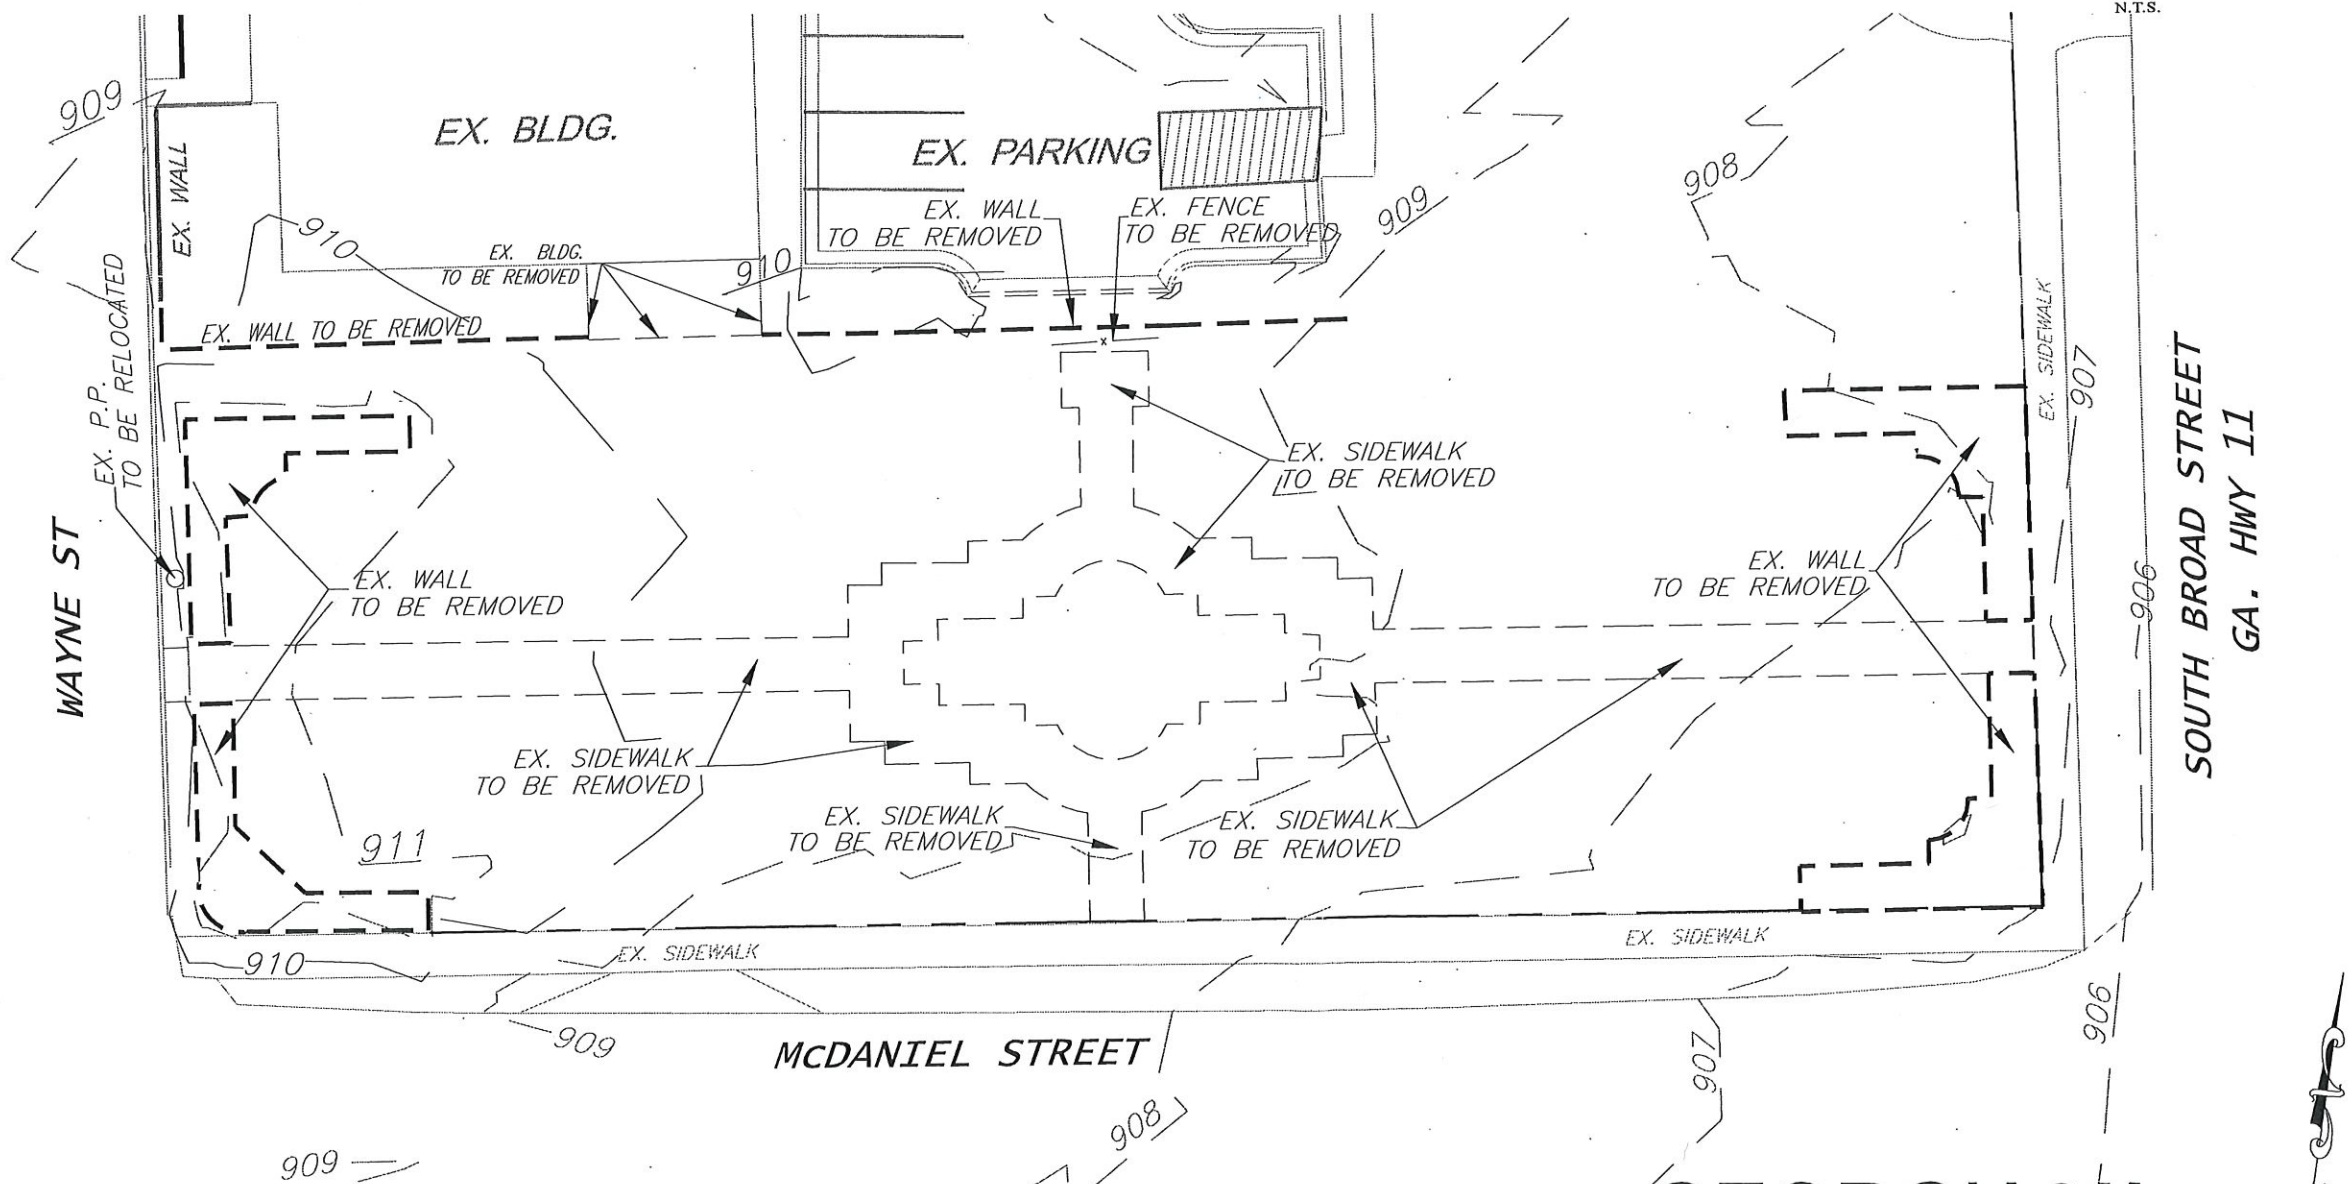 N.T.S.
909
EX. BLDG.
EX. PARKING
EX. WALL
908
910
EX. WALL
TO BE REMOVED
EX. FENCE
TO BE REMOVED
909
EX. BLDG.
TO BE REMOVED
910
EX. WALL TO BE REMOVED
EX. P.P.
TO BE RELOCATED
EX. SIDEWALK
907
SOUTH BROAD STREET
GA. HWY 11
EX. SIDEWALK
TO BE REMOVED
WAYNE ST
EX. WALL
TO BE REMOVED
EX. WALL
TO BE REMOVED
906
EX. SIDEWALK
TO BE REMOVED
EX. SIDEWALK
TO BE REMOVED
EX. SIDEWALK
TO BE REMOVED
911
910
EX. SIDEWALK
EX. SIDEWALK
909
McDANIEL STREET
907
906
908
909